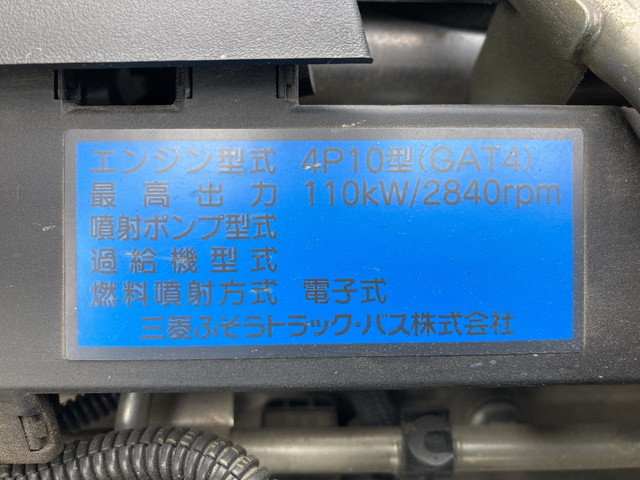 エンジン型式 4P10型(GAT4)
最高出力 110kW/2840rpm
噴射ポンプ型式
過給機型式
燃料噴射方式 電子式
三菱ふそうトラック・バス株式会社